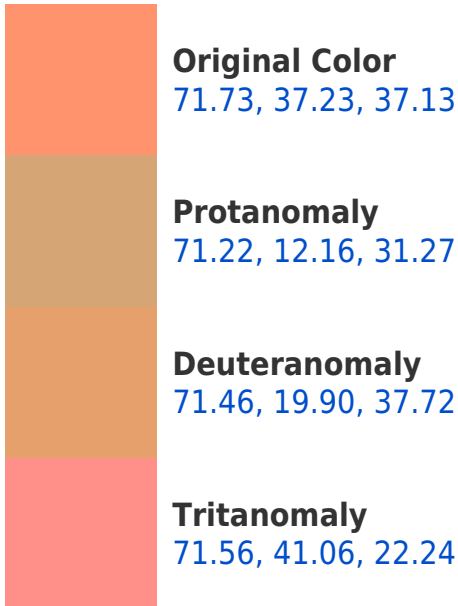 Original Color
71.73, 37.23, 37.13
Protanomaly
71.22, 12.16, 31.27
Deuteranomaly
71.46, 19.90, 37.72
Tritanomaly
71.56, 41.06, 22.24